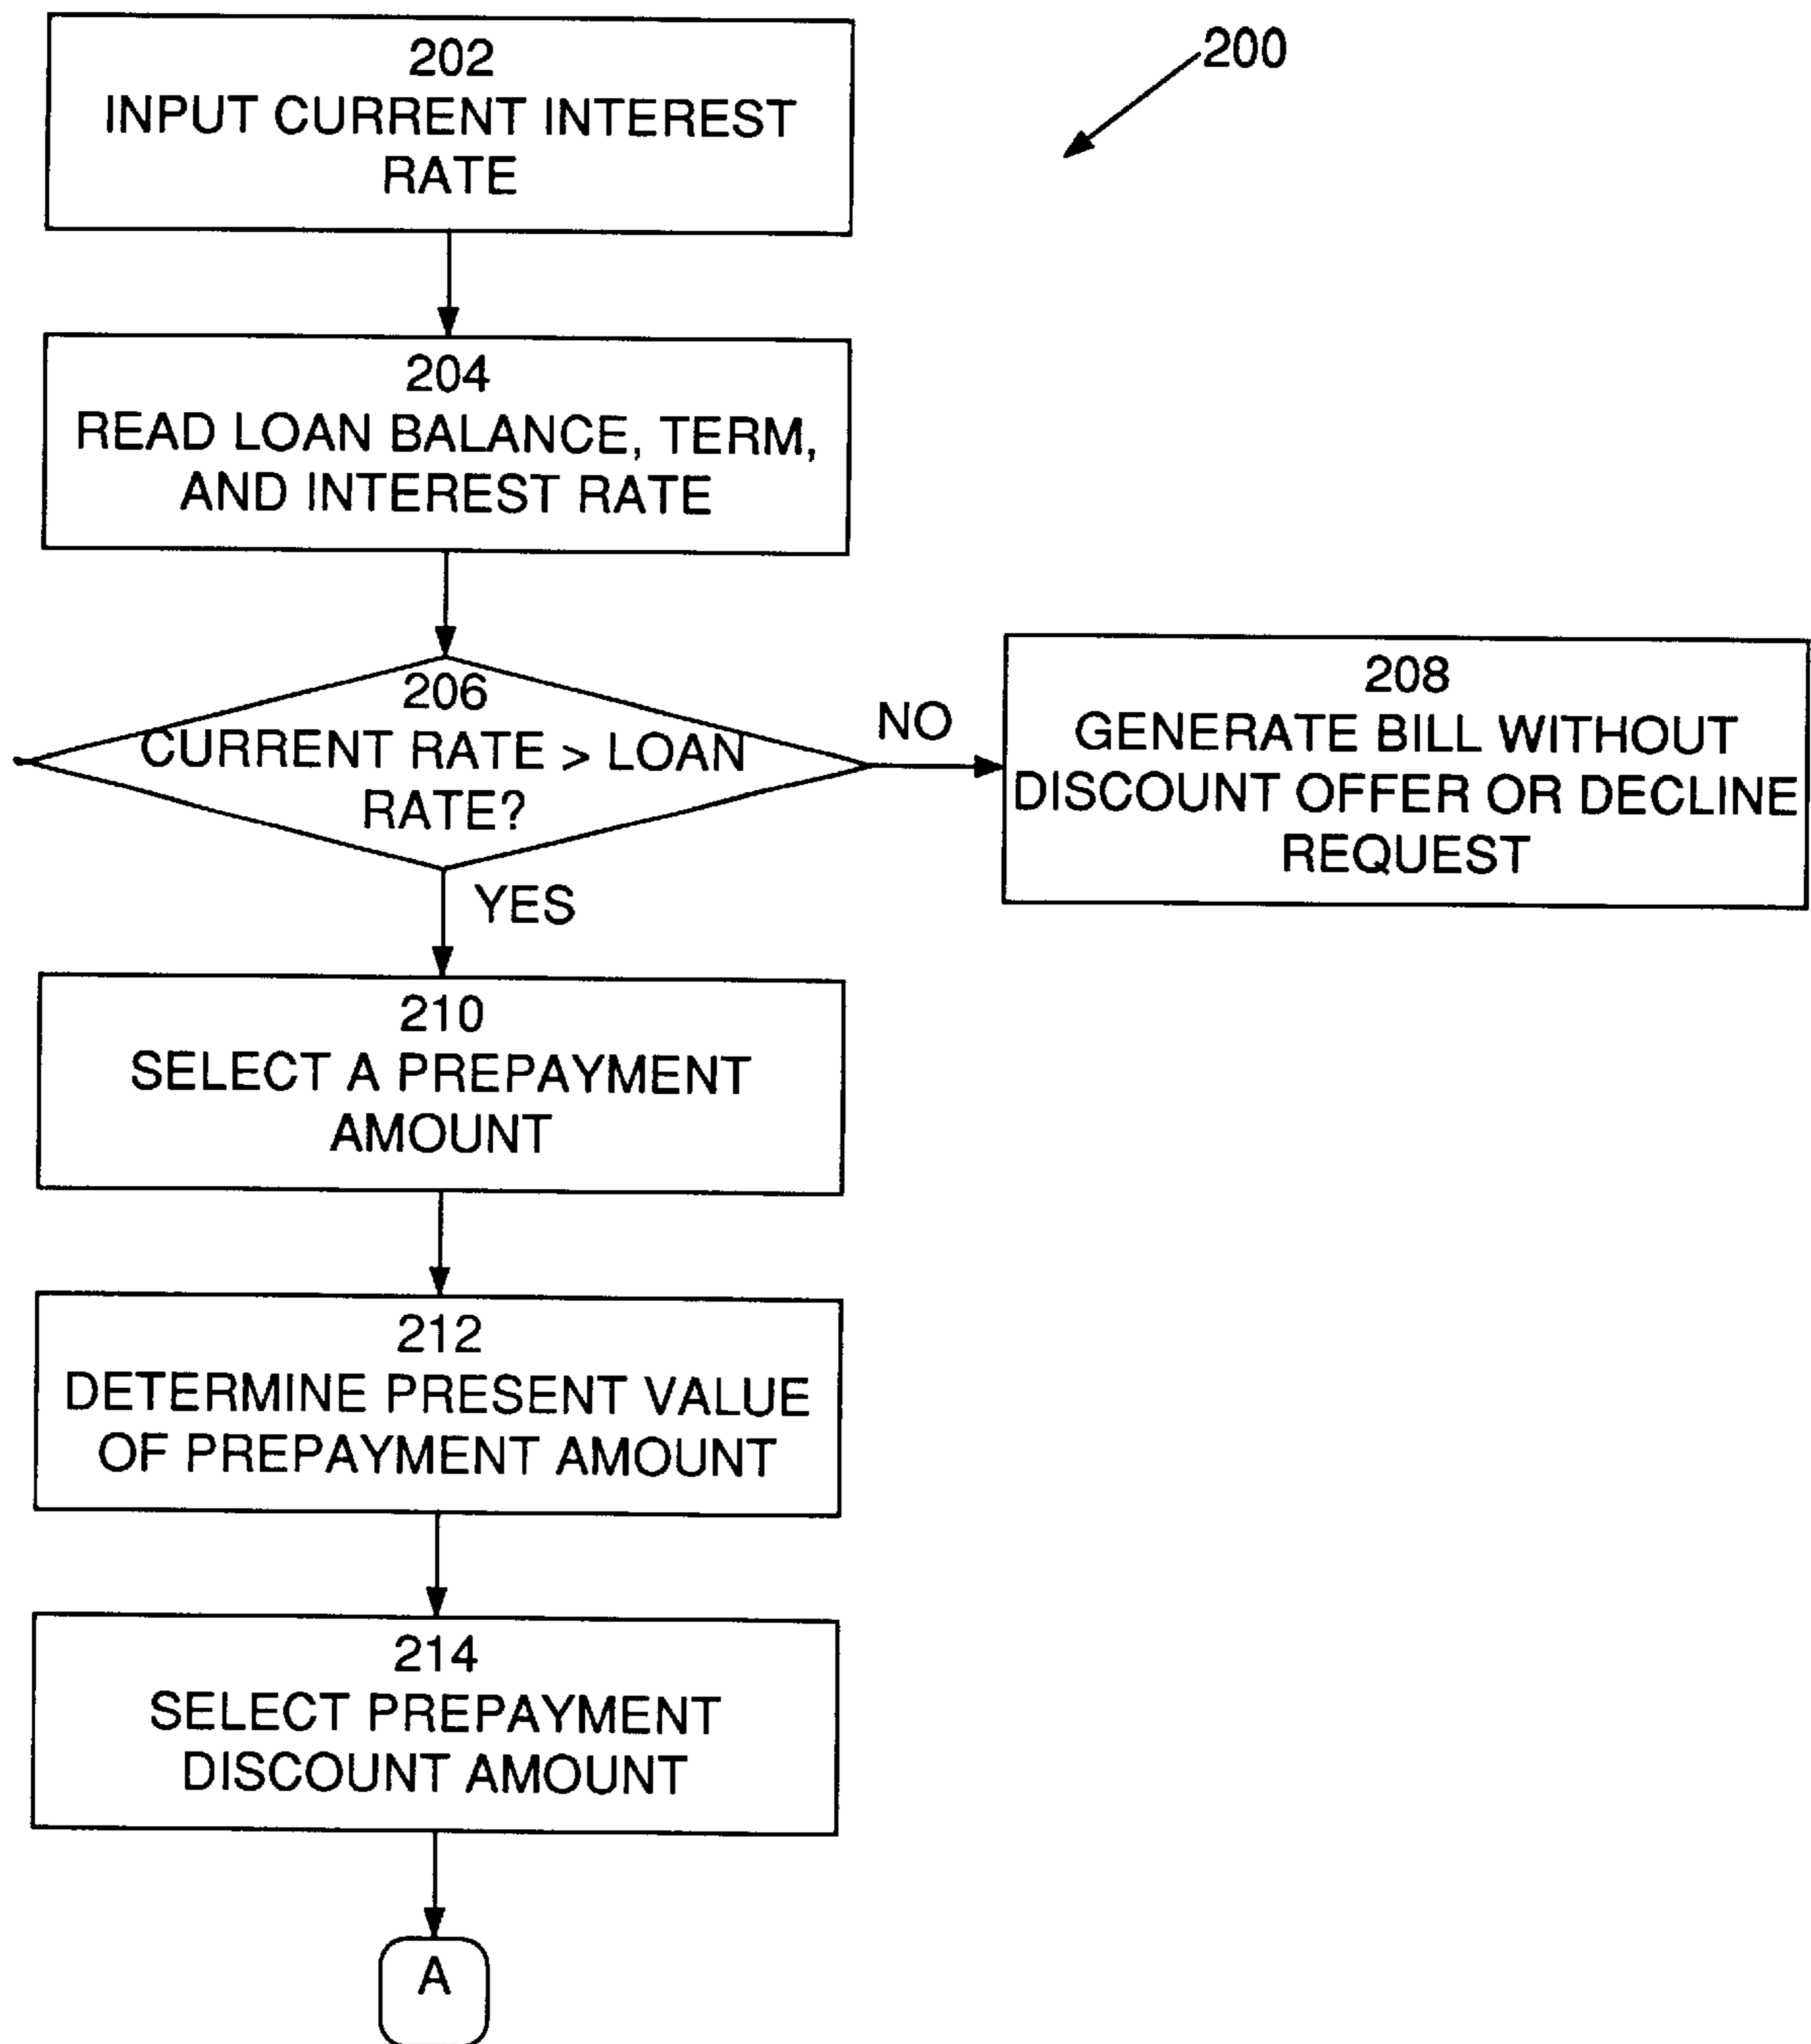 200
202
INPUT CURRENT INTEREST
RATE
204
READ LOAN BALANCE, TERM,
AND INTEREST RATE
206
CURRENT RATE > LOAN
RATE?
NO
208
GENERATE BILL WITHOUT
DISCOUNT OFFER OR DECLINE
REQUEST
YES
210
SELECT A PREPAYMENT
AMOUNT
212
DETERMINE PRESENT VALUE
OF PREPAYMENT AMOUNT
214
SELECT PREPAYMENT
DISCOUNT AMOUNT
A